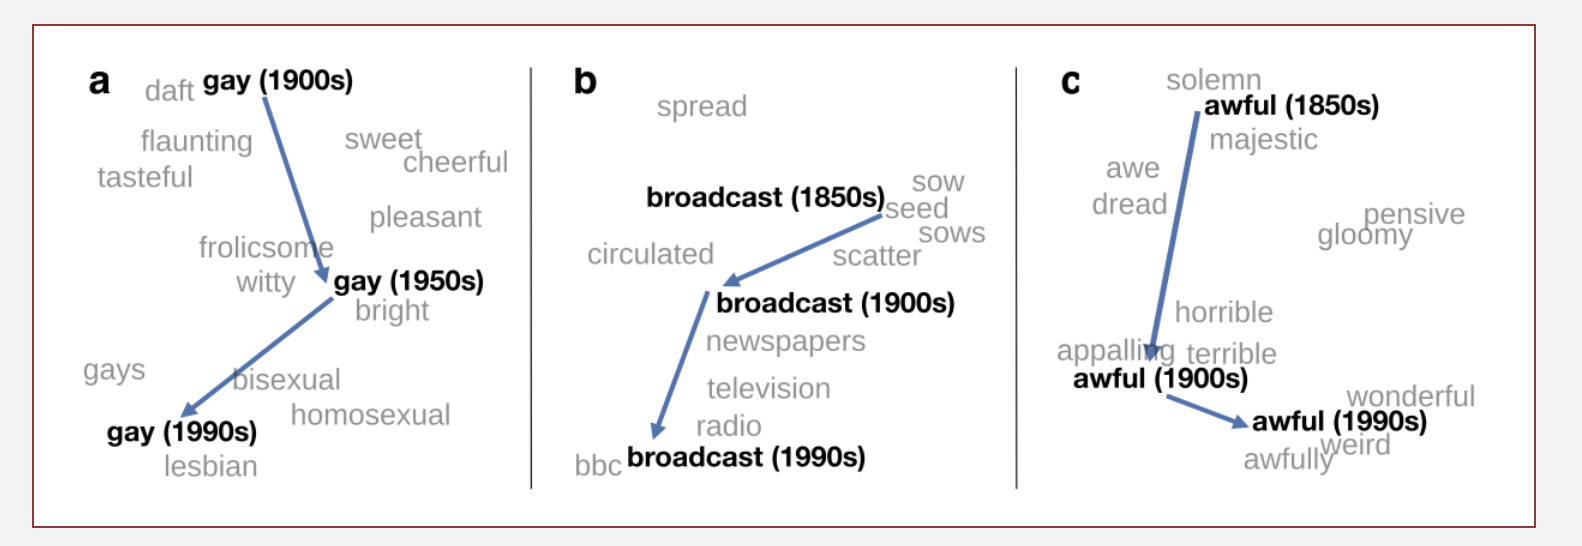 a
daft gay (1900s)
flaunting
sweet
cheerful
tasteful
pleasant
frolicsome
witty
gay (1950s)
bright
gays
bisexual
homosexual
gay (1990s)
lesbian
b
spread
sow
broadcast (1850s)
seed
sows
circulated
scatter
broadcast (1900s)
newspapers
television
radio
bbc broadcast (1990s)
c
solemn
awful (1850s)
majestic
awe
dread
pensive
gloomy
horrible
appalling terrible
awful (1900s)
wonderful
awful (1990s)
weird
awfully